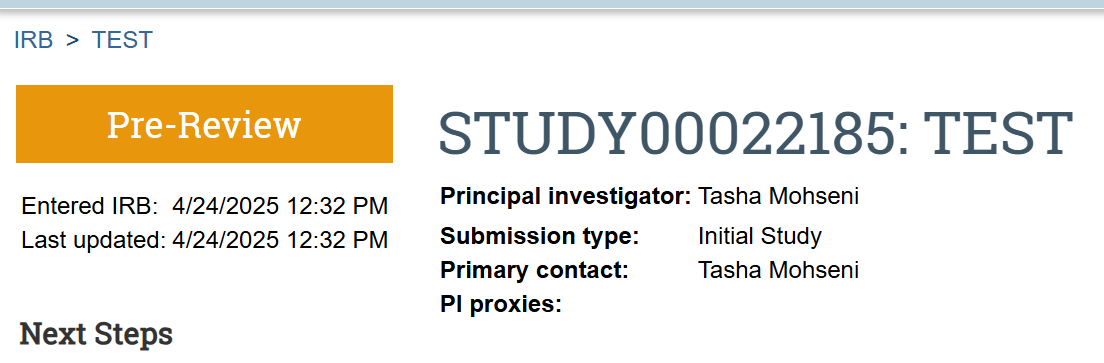 IRB > TEST
Pre-Review
STUDY00022185: TEST
Entered IRB: 4/24/2025 12:32 PM
Last updated: 4/24/2025 12:32 PM
Principal investigator: Tasha Mohseni
Submission type: Initial Study
Primary contact: Tasha Mohseni
PI proxies:
Next Steps